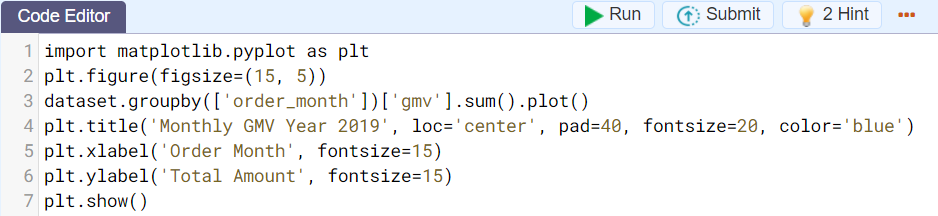 Code Editor
Run
Submit
2 Hint
1 import matplotlib.pyplot as plt
2 plt.figure(figsize=(15, 5))
3 dataset.groupby(['order_month'])['gmv'].sum().plot()
4 plt.title('Monthly GMV Year 2019', loc='center', pad=40, fontsize=20, color='blue')
5 plt.xlabel('Order Month', fontsize=15)
6 plt.ylabel('Total Amount', fontsize=15)
7 plt.show()